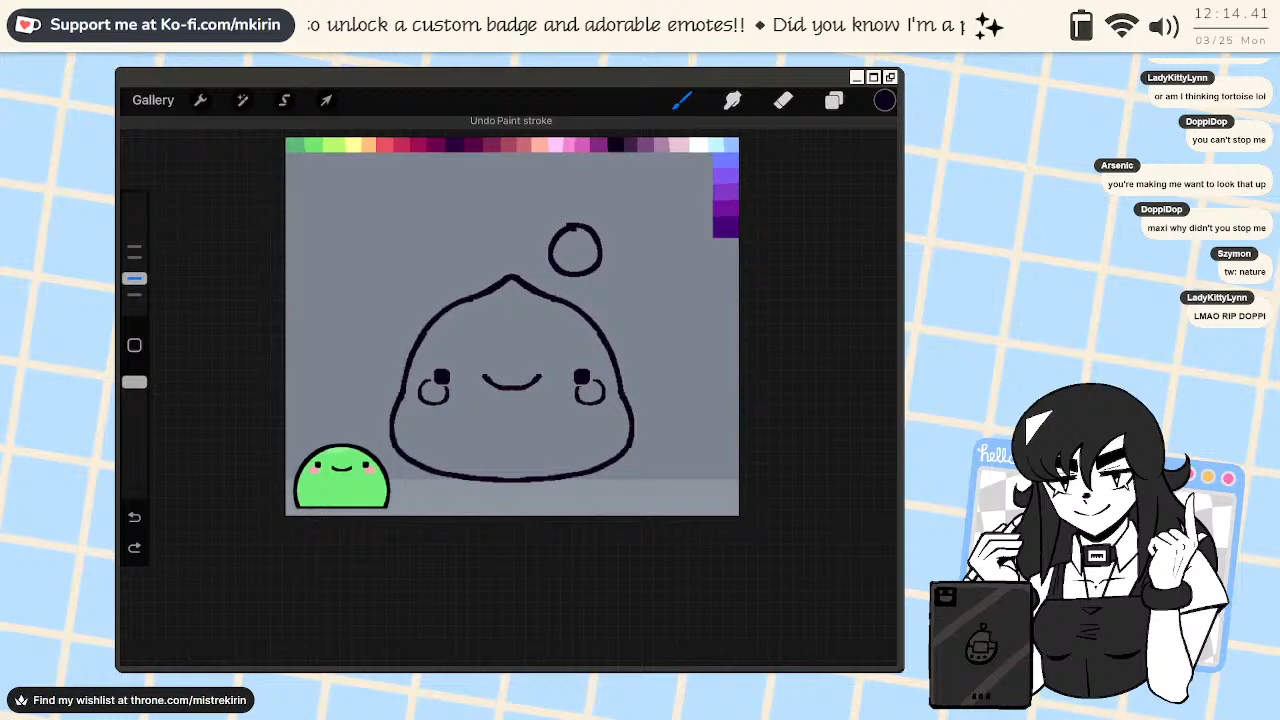 Support me at Ko-fi.com/mkirin
to unlock a custom badge and adorable emotes!! ◆ Did you know I'm a p
12:14.41
03/25 Mon
Gallery
Undo Paint stroke
LadyKittyLynn
or am I thinking tortoise lol
DoppiDop
you can't stop me
Arsenic
you're making me want to look that up
DoppiDop
maxi why didn't you stop me
Szymon
tw: nature
LadyKittyLynn
LMAO RIP DOPPI
hello
Find my wishlist at throne.com/mistrekirin